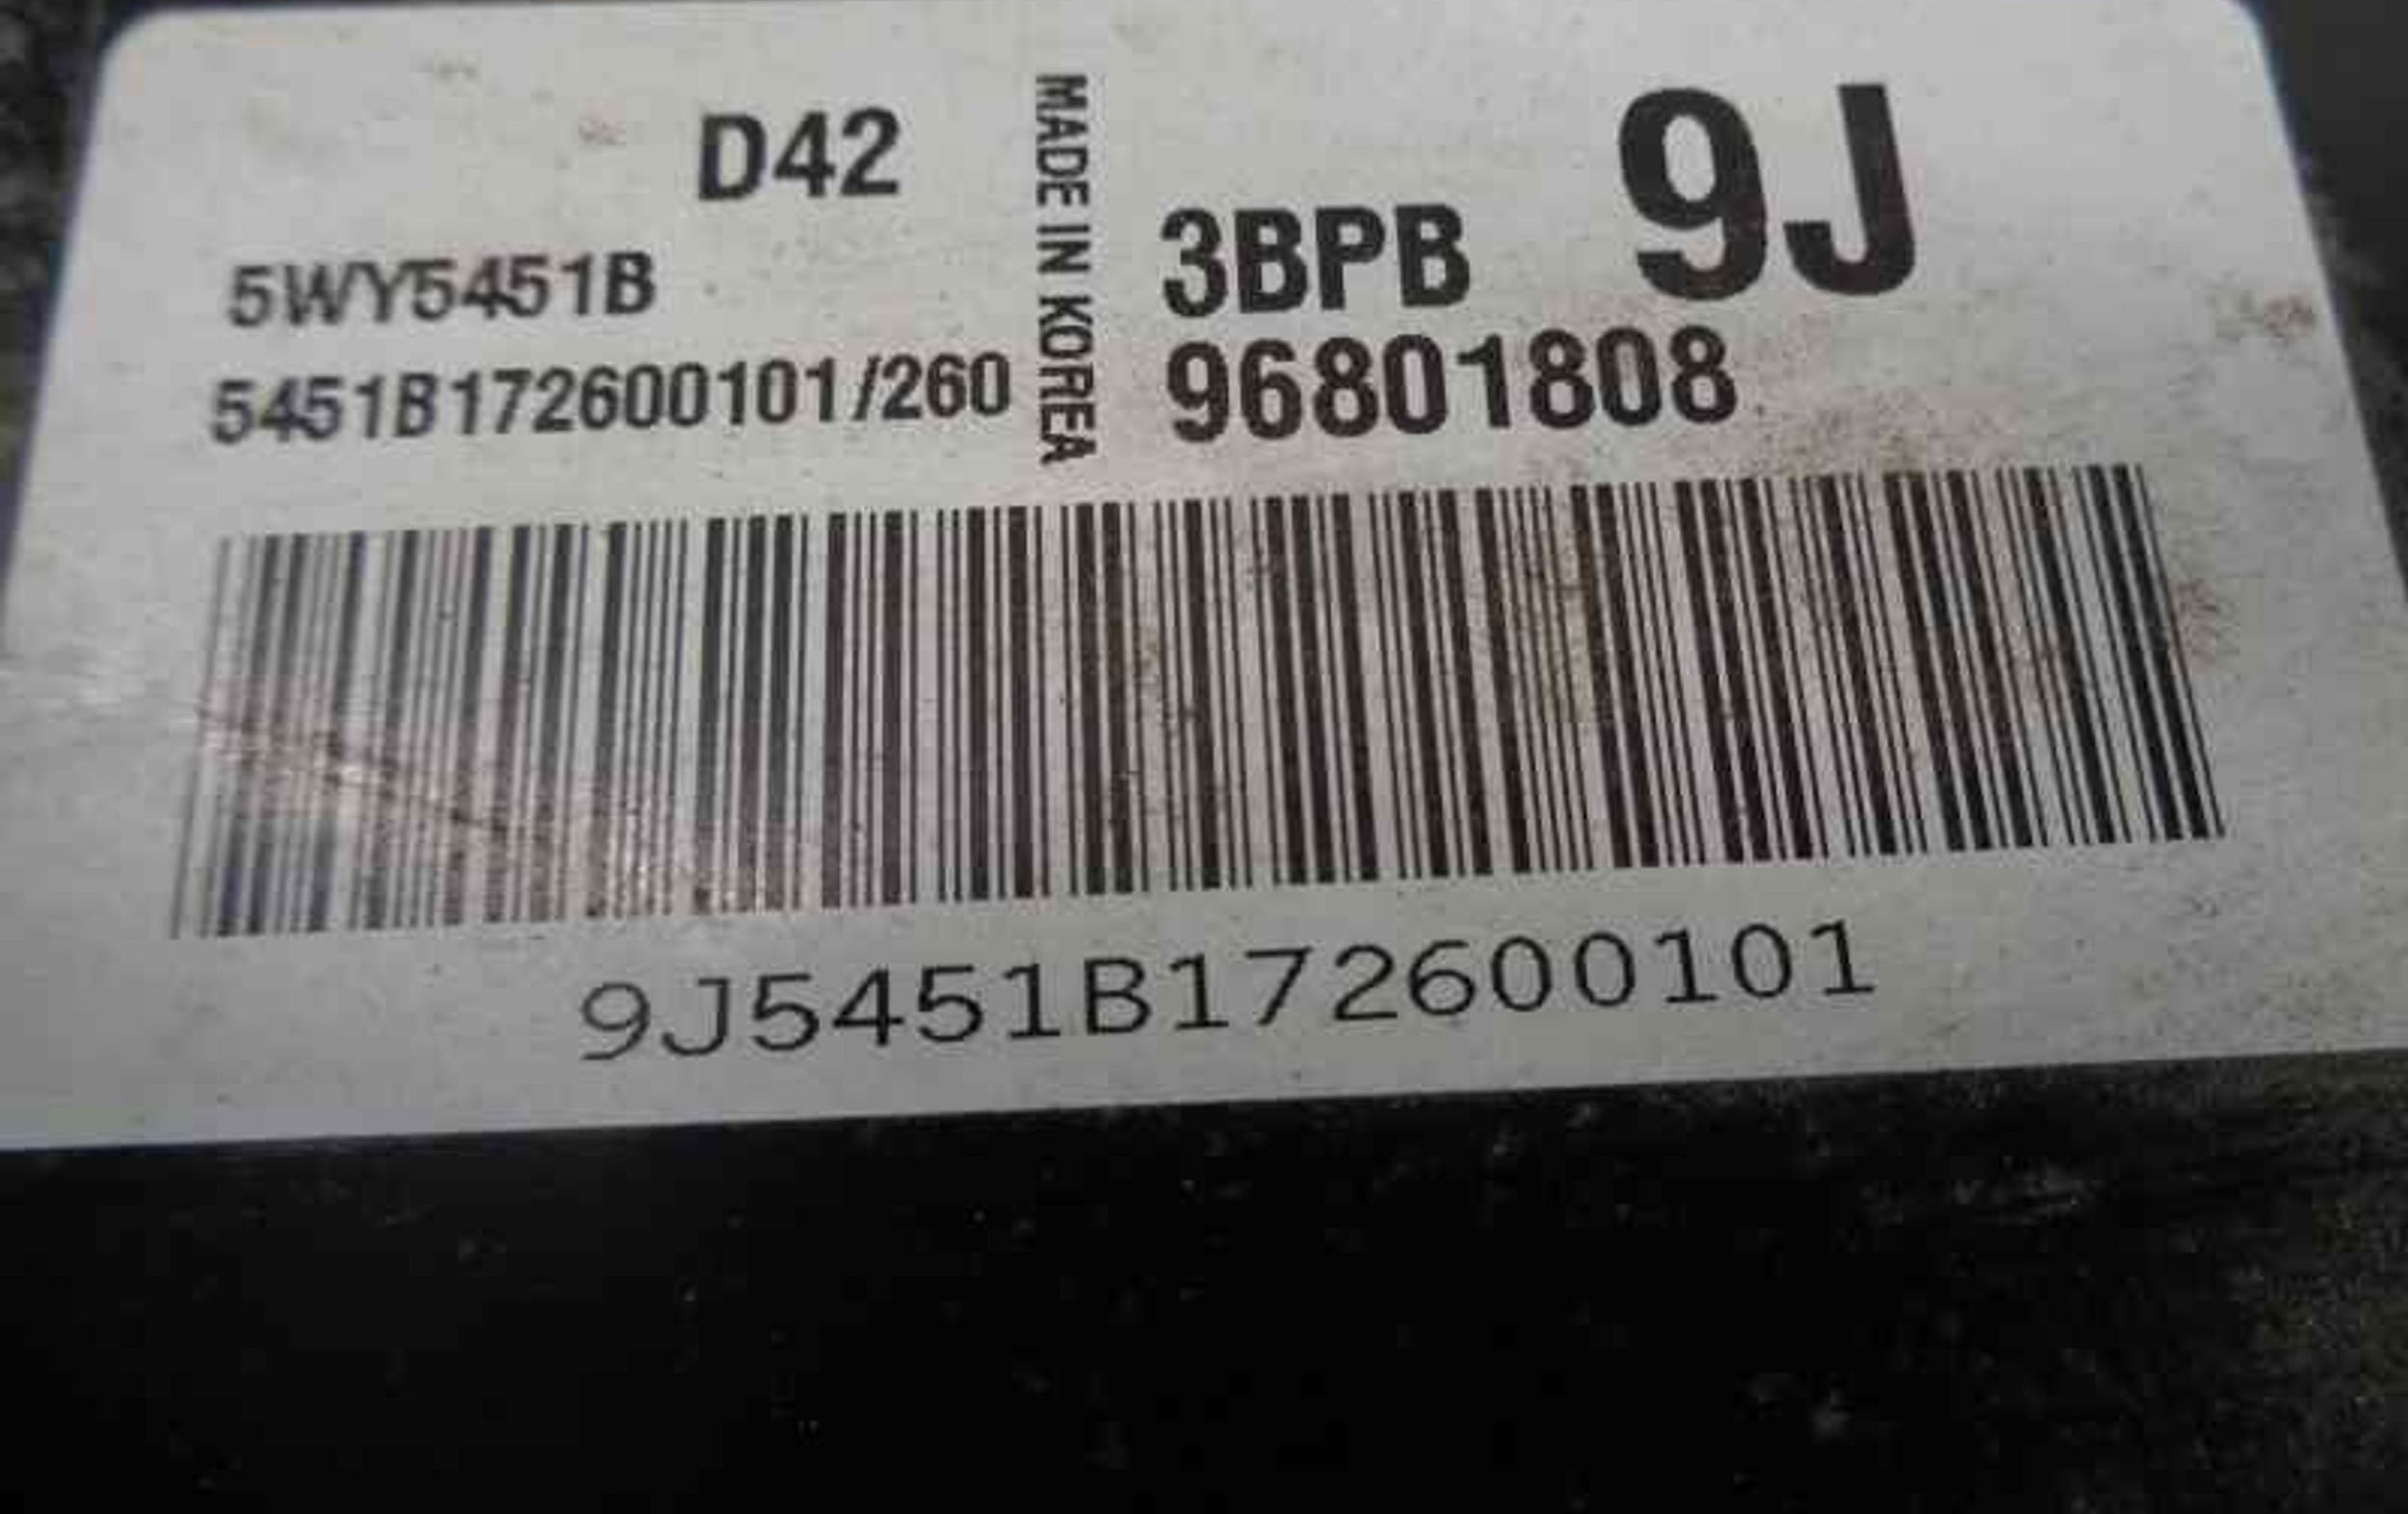 D42
5WY5451B
5451B172600101/260
MADE IN KOREA
9J
3BPB
96801808
9J5451B172600101